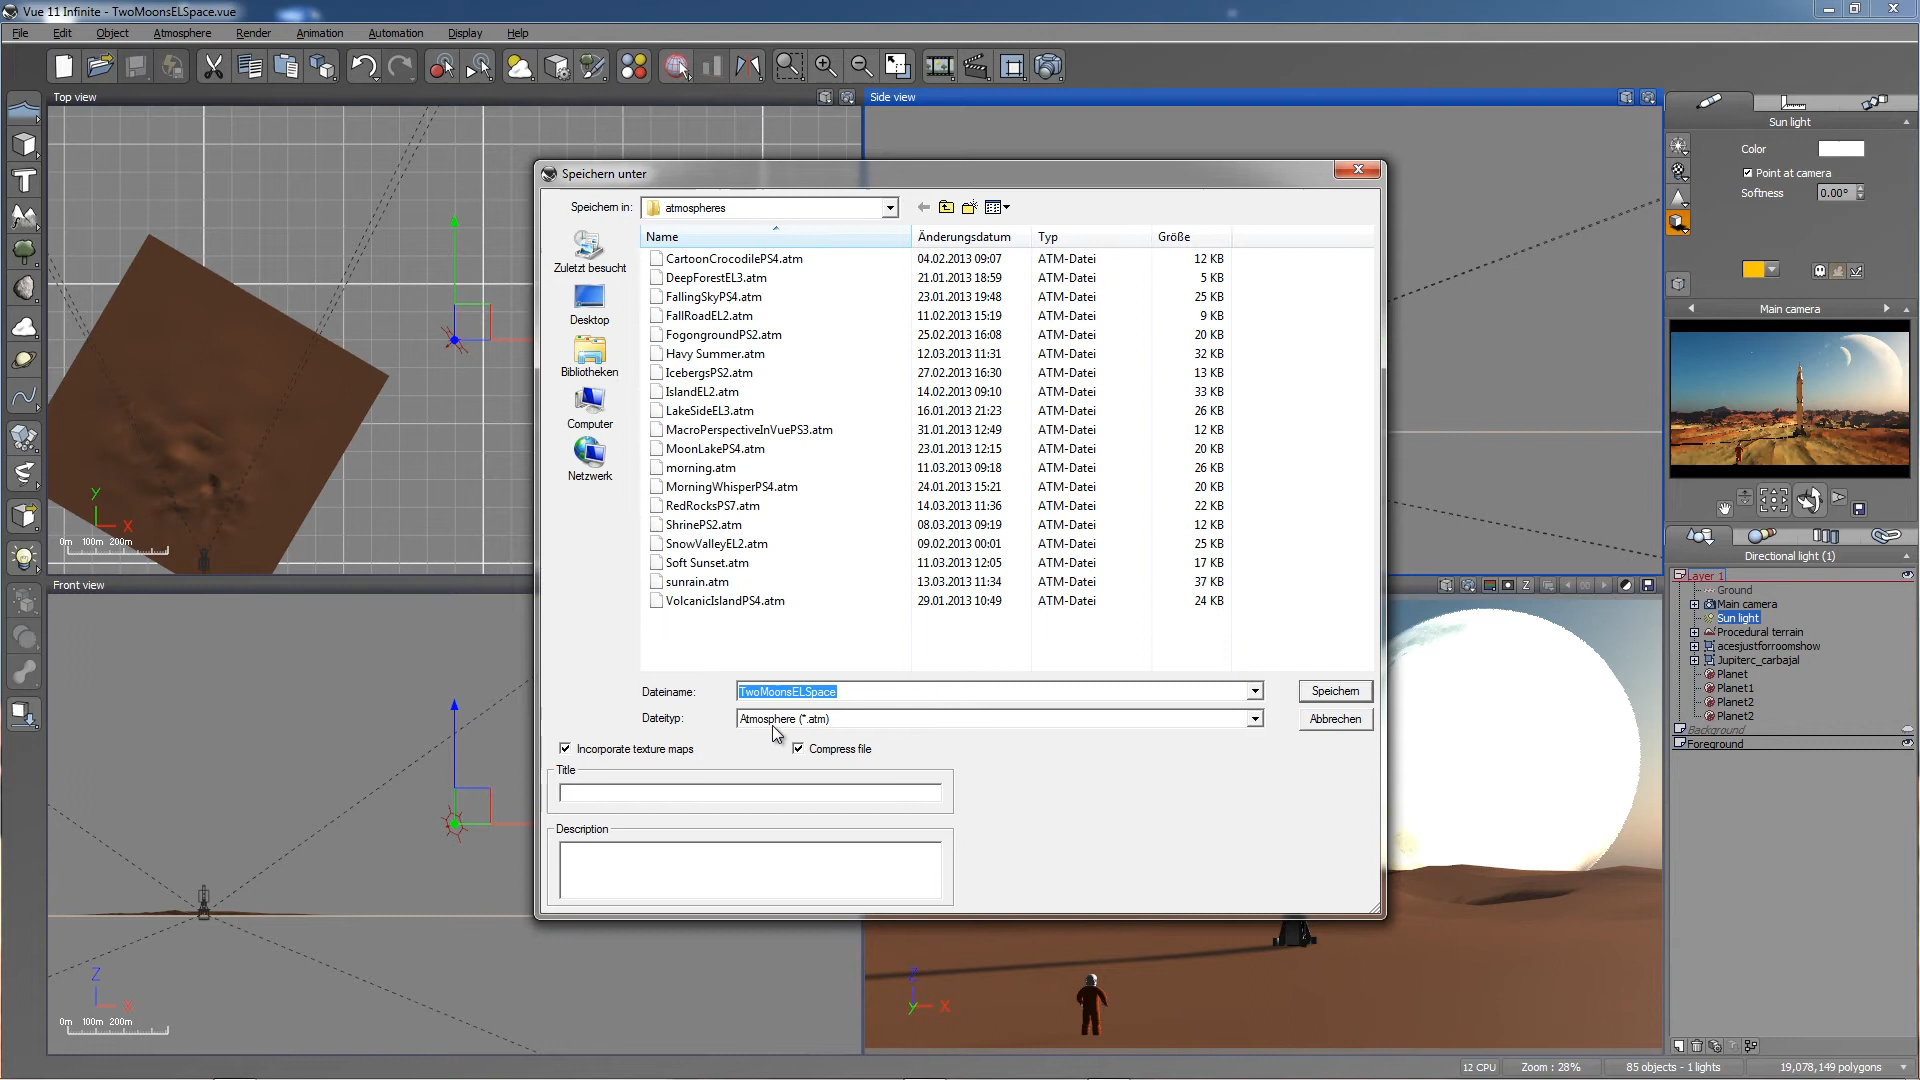 Vue 11 Infinite - TwoMoonsELSpace.vue
File Edit Object Atmosphere Render Animation Automation Display Help
Top view
Side view
Sun light
Color
Point at camera
Softness 0.00°
Main camera
Directional light (1)
Layer 1
Ground
Main camera
Sun light
Procedural terrain
acesjustforroomshow
Jupiterc_carbajal
Planet
Planet1
Planet2
Planet2
Background
Foreground
Y
X
0m 100m 200m
Front view
Z
X
0m 100m 200m
Z
Y X
Z
Speichern unter
Speichern in: atmospheres
Zuletzt besucht
Desktop
Bibliotheken
Computer
Netzwerk
Name Änderungsdatum Typ Größe
CartoonCrocodilePS4.atm 04.02.2013 09:07 ATM-Datei 12 KB
DeepForestEL3.atm 21.01.2013 18:59 ATM-Datei 5 KB
FallingSkyPS4.atm 23.01.2013 19:48 ATM-Datei 25 KB
FallRoadEL2.atm 11.02.2013 15:19 ATM-Datei 9 KB
FogongroundPS2.atm 25.02.2013 16:08 ATM-Datei 20 KB
Havy Summer.atm 12.03.2013 11:31 ATM-Datei 32 KB
IcebergsPS2.atm 27.02.2013 16:30 ATM-Datei 13 KB
IslandEL2.atm 14.02.2013 09:10 ATM-Datei 33 KB
LakeSideEL3.atm 16.01.2013 21:23 ATM-Datei 26 KB
MacroPerspectiveInVuePS3.atm 31.01.2013 12:49 ATM-Datei 12 KB
MoonLakePS4.atm 23.01.2013 12:15 ATM-Datei 20 KB
morning.atm 11.03.2013 09:18 ATM-Datei 26 KB
MorningWhisperPS4.atm 24.01.2013 15:21 ATM-Datei 20 KB
RedRocksPS7.atm 14.03.2013 11:36 ATM-Datei 22 KB
ShrinePS2.atm 08.03.2013 09:19 ATM-Datei 12 KB
SnowValleyEL2.atm 09.02.2013 00:01 ATM-Datei 25 KB
Soft Sunset.atm 11.03.2013 12:05 ATM-Datei 17 KB
sunrain.atm 13.03.2013 11:34 ATM-Datei 37 KB
VolcanicIslandPS4.atm 29.01.2013 10:49 ATM-Datei 24 KB
Dateiname: TwoMoonsELSpace Speichern
Dateityp: Atmosphere (*.atm) Abbrechen
Incorporate texture maps Compress file
Title
Description
12 CPU Zoom : 28% 85 objects - 1 lights 19,078,149 polygons